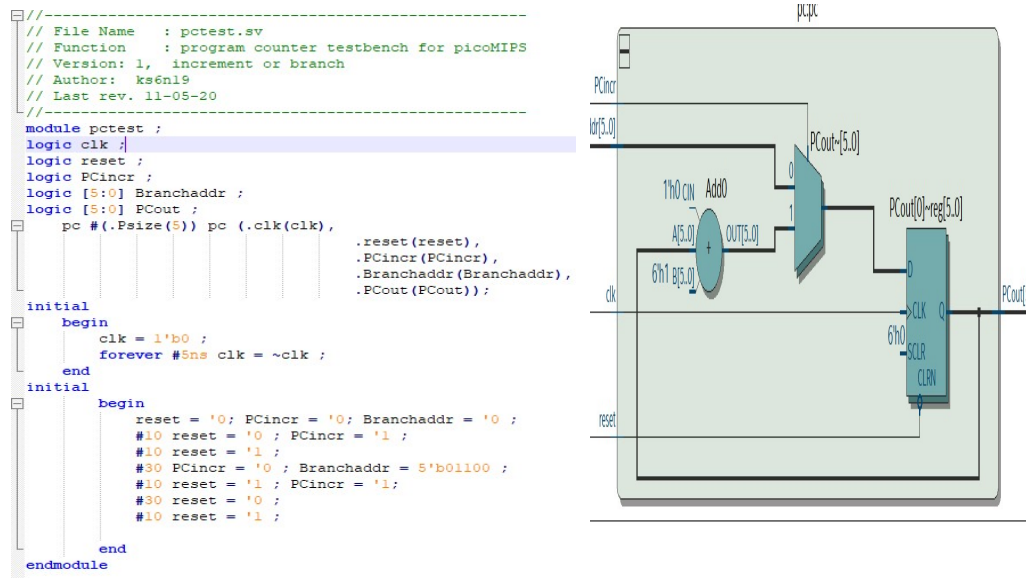 //------------------------------------------------------
// File Name   : pctest.sv
// Function    : program counter testbench for picoMIPS
// Version: 1,  increment or branch
// Author:  ks6n19
// Last rev. 11-05-20
//------------------------------------------------------
module pctest ;
logic clk ;
logic reset ;
logic PCincr ;
logic [5:0] Branchaddr ;
logic [5:0] PCout ;
pc #(.Psize(5)) pc (.clk(clk),
.reset(reset),
.PCincr(PCincr),
.Branchaddr(Branchaddr),
.PCout(PCout));
initial
begin
clk = 1'b0 ;
forever #5ns clk = ~clk ;
end
initial
begin
reset = '0; PCincr = '0; Branchaddr = '0 ;
#10 reset = '0 ; PCincr = '1 ;
#10 reset = '1 ;
#30 PCincr = '0 ; Branchaddr = 5'b01100 ;
#10 reset = '1 ; PCincr = '1;
#30 reset = '0 ;
#10 reset = '1 ;
end
endmodule
pc:pc
PCincr
ddr[5..0]
PCout~[5..0]
0
1
1'h0 CIN
Add0
A[5..0]
+
OUT[5..0]
6'h1 B[5..0]
PCout[0]~reg[5..0]
D
clk
CLK
Q
PCout[
6'h0
SCLR
CLRN
reset